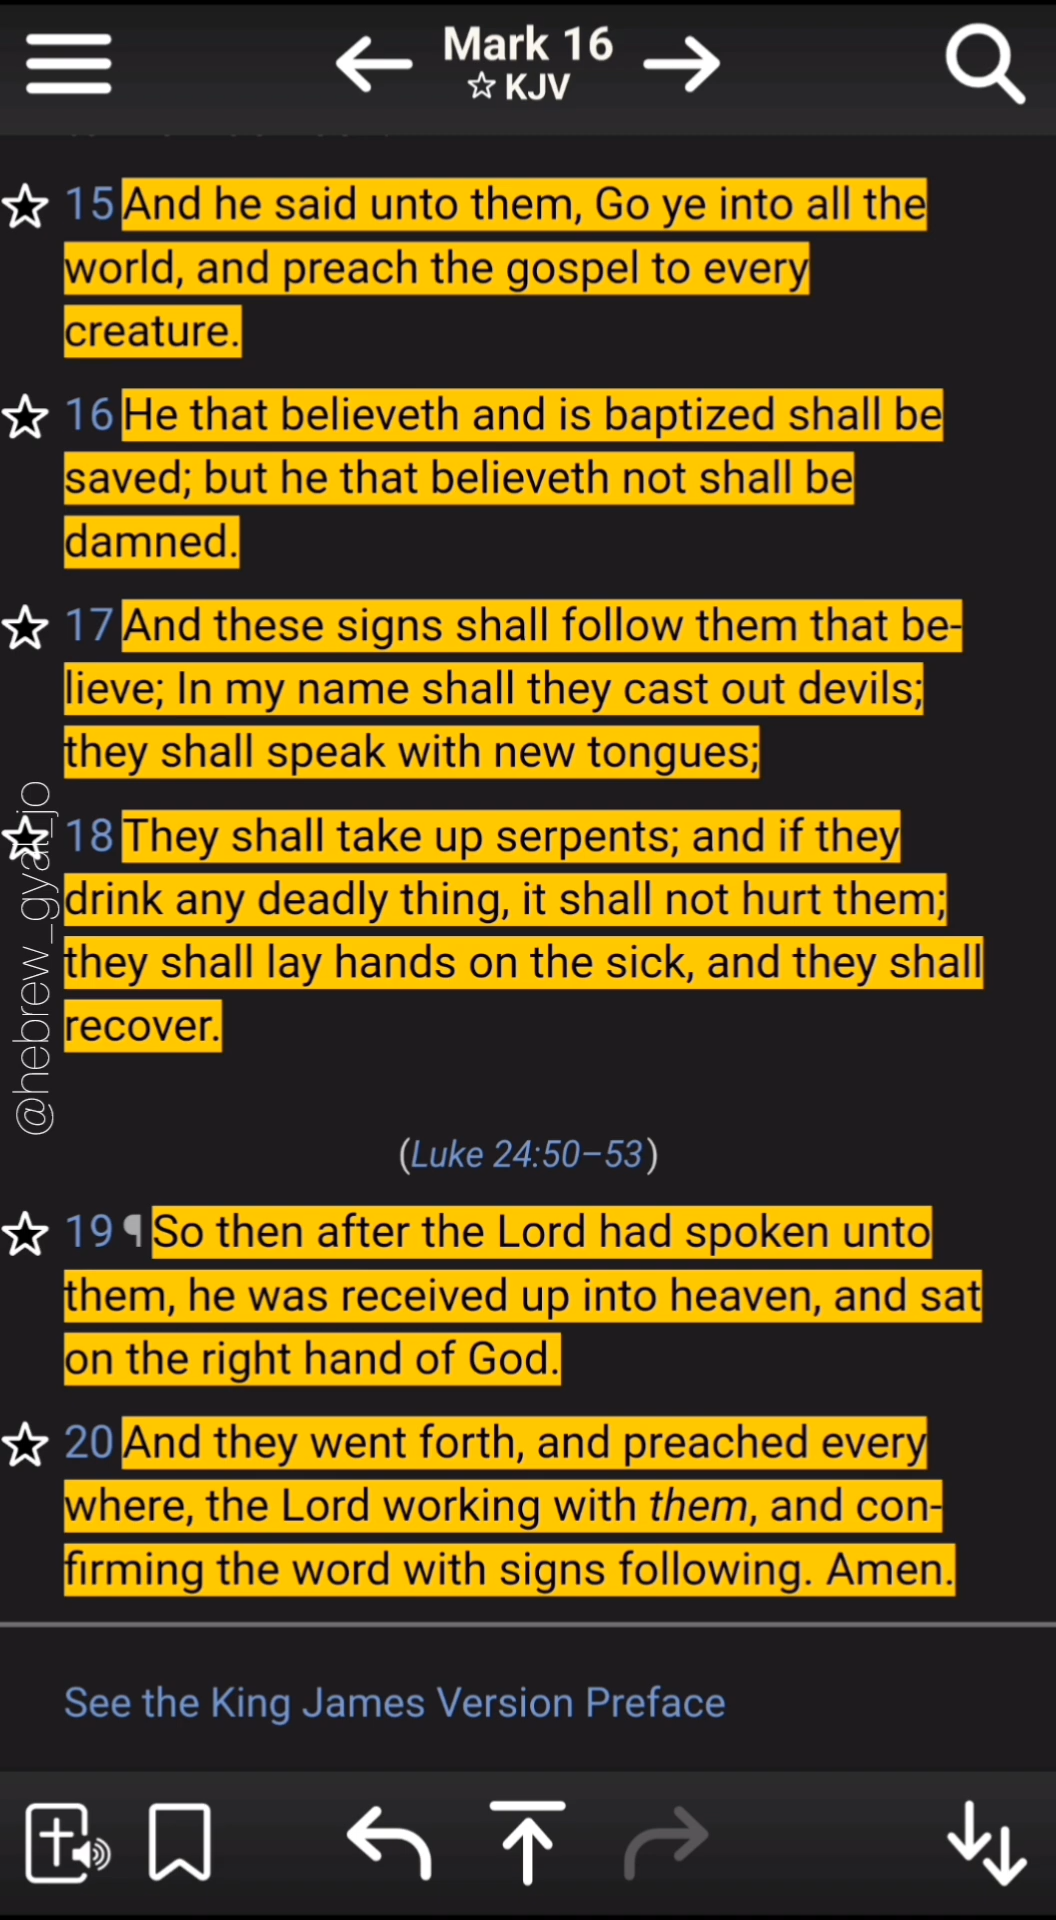 Mark 16
☆ KJV
15 And he said unto them, Go ye into all the
world, and preach the gospel to every
creature.
16 He that believeth and is baptized shall be
saved; but he that believeth not shall be
damned.
17 And these signs shall follow them that be-
lieve; In my name shall they cast out devils;
they shall speak with new tongues;
18 They shall take up serpents; and if they
drink any deadly thing, it shall not hurt them;
they shall lay hands on the sick, and they shall
recover.
(Luke 24:50–53)
19 ¶ So then after the Lord had spoken unto
them, he was received up into heaven, and sat
on the right hand of God.
20 And they went forth, and preached every
where, the Lord working with them, and con-
firming the word with signs following. Amen.
See the King James Version Preface